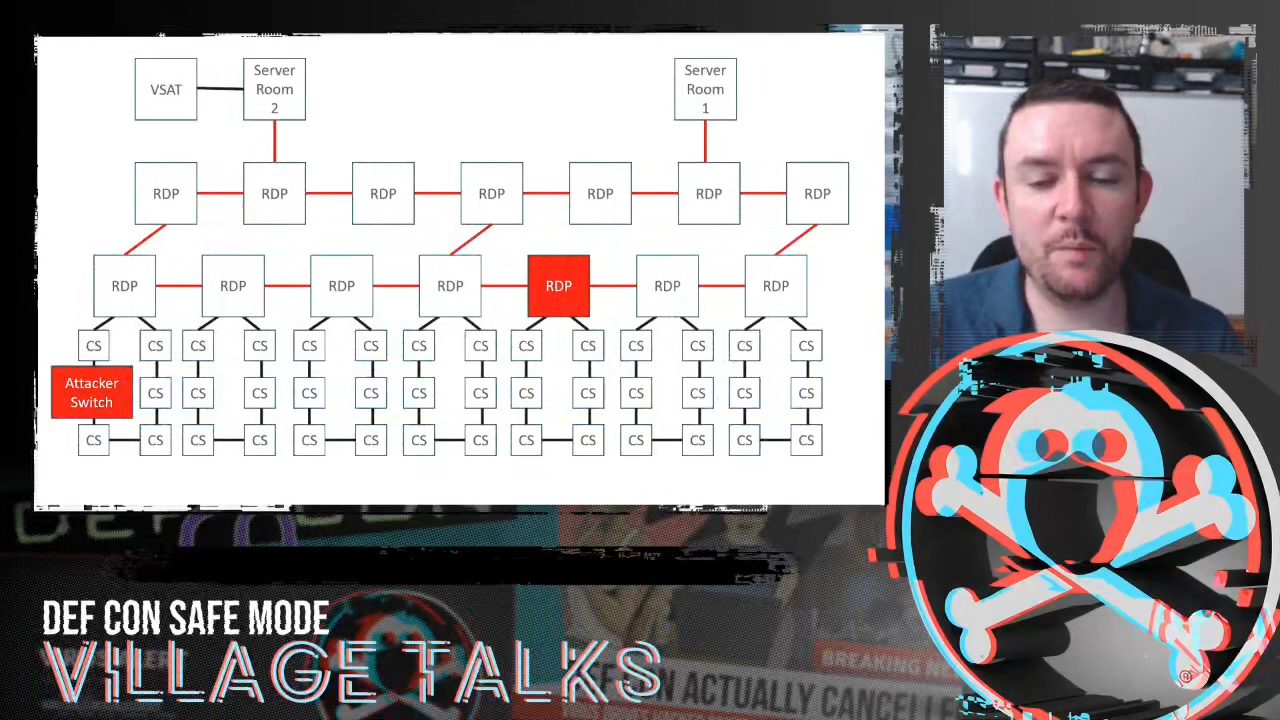 VSAT
Server
Room
2
Server
Room
1
RDP RDP RDP RDP RDP RDP RDP
RDP RDP RDP RDP RDP RDP RDP
CS CS CS CS CS CS CS CS CS CS CS CS CS CS
Attacker
Switch
CS CS CS CS CS CS CS CS CS CS CS CS CS
CS CS CS CS CS CS CS CS CS CS CS CS CS CS
DEF CON SAFE MODE
VILLAGE TALKS
BREAKING
CON ACTUALLY